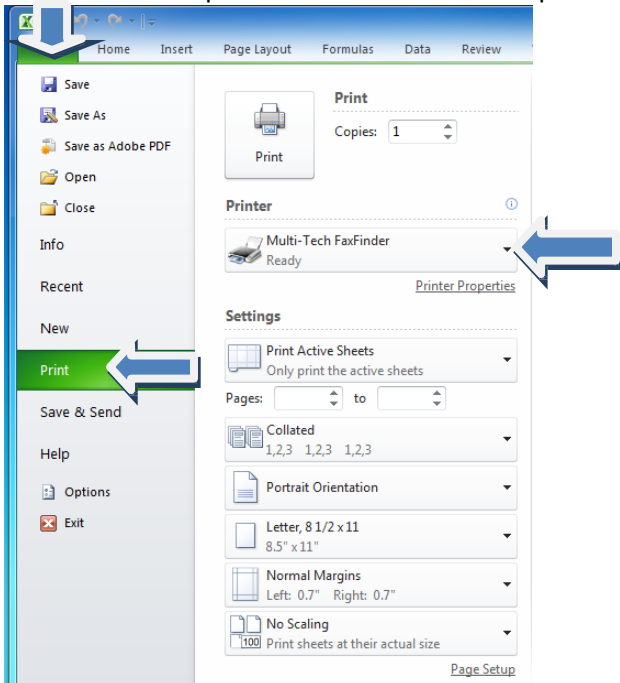 Home Insert Page Layout Formulas Data Review
Save
Save As
Save as Adobe PDF
Open
Close
Info
Recent
New
Print
Save & Send
Help
Options
Exit
Print
Print
Copies: 1
Printer
Multi-Tech FaxFinder
Ready
Printer Properties
Settings
Print Active Sheets
Only print the active sheets
Pages: to
Collated
1,2,3 1,2,3 1,2,3
Portrait Orientation
Letter, 8 1/2 x 11
8.5" x 11"
Normal Margins
Left: 0.7" Right: 0.7"
No Scaling
100 Print sheets at their actual size
Page Setup